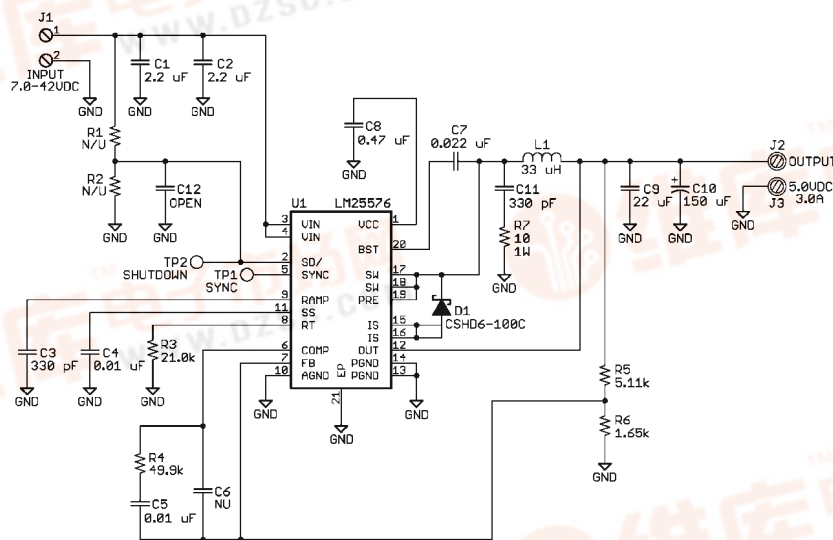 J1
1
2
INPUT
7.0-42VDC
GND
C1
2.2 uF
GND
C2
2.2 uF
GND
R1
N/U
R2
N/U
GND
C12
OPEN
GND
TP2
SHUTDOWN
TP1
SYNC
C8
0.47 uF
GND
C7
0.022 uF
L1
33 uH
C11
330 pF
R7
10
1W
GND
C9
22 uF
GND
+
C10
150 uF
GND
J2
OUTPUT
5.0VDC
3.0A
J3
GND
U1
LM25576
3 VIN
4 VIN
2 SD/
5 SYNC
9 RAMP
11 SS
8 RT
6 COMP
7 FB
10 AGND
EP
21
VCC 1
BST 20
SW 17
SW 18
PRE 19
IS 15
IS 16
OUT 12
PGND 14
PGND 13
GND
GND
GND
D1
CSHD6-100C
C3
330 pF
GND
C4
0.01 uF
GND
R3
21.0k
GND
R4
49.9k
C5
0.01 uF
C6
NU
R5
5.11k
R6
1.65k
GND
WWW.DZSC.COM
维库